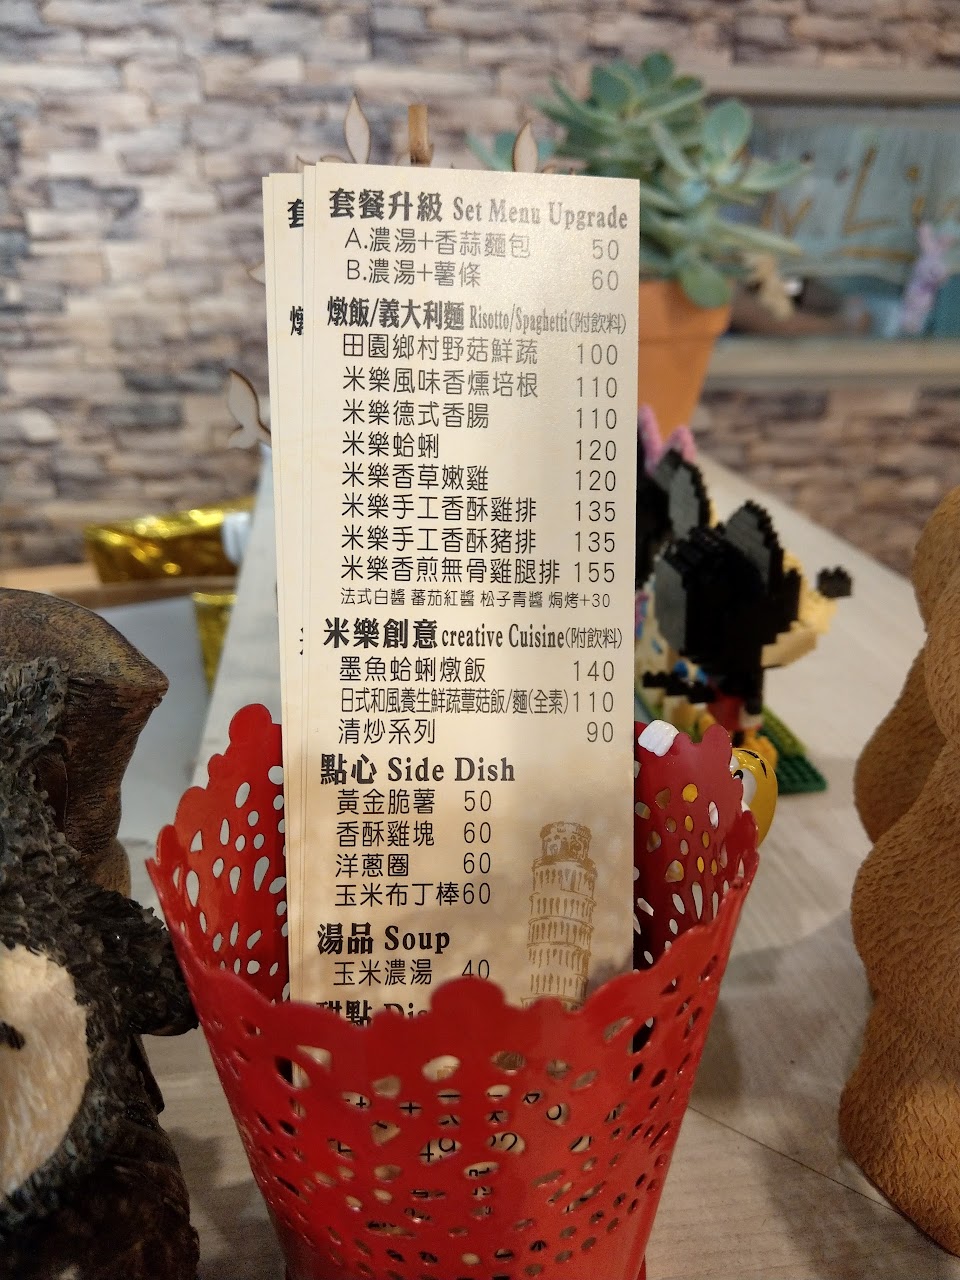 套餐升級 Set Menu Upgrade
A.濃湯+香蒜麵包 50
B.濃湯+薯條 60
燉飯/義大利麵 Risotto/Spaghetti(附飲料)
田園鄉村野菇鮮蔬 100
米樂風味香燻培根 110
米樂德式香腸 110
米樂蛤蜊 120
米樂香草嫩雞 120
米樂手工香酥雞排 135
米樂手工香酥豬排 135
米樂香煎無骨雞腿排 155
法式白醬 蕃茄紅醬 松子青醬 焗烤+30
米樂創意 creative Cuisine(附飲料)
墨魚蛤蜊燉飯 140
日式和風養生鮮蔬蕈菇飯/麵(全素) 110
清炒系列 90
點心 Side Dish
黃金脆薯 50
香酥雞塊 60
洋蔥圈 60
玉米布丁棒 60
湯品 Soup
玉米濃湯 40
甜點